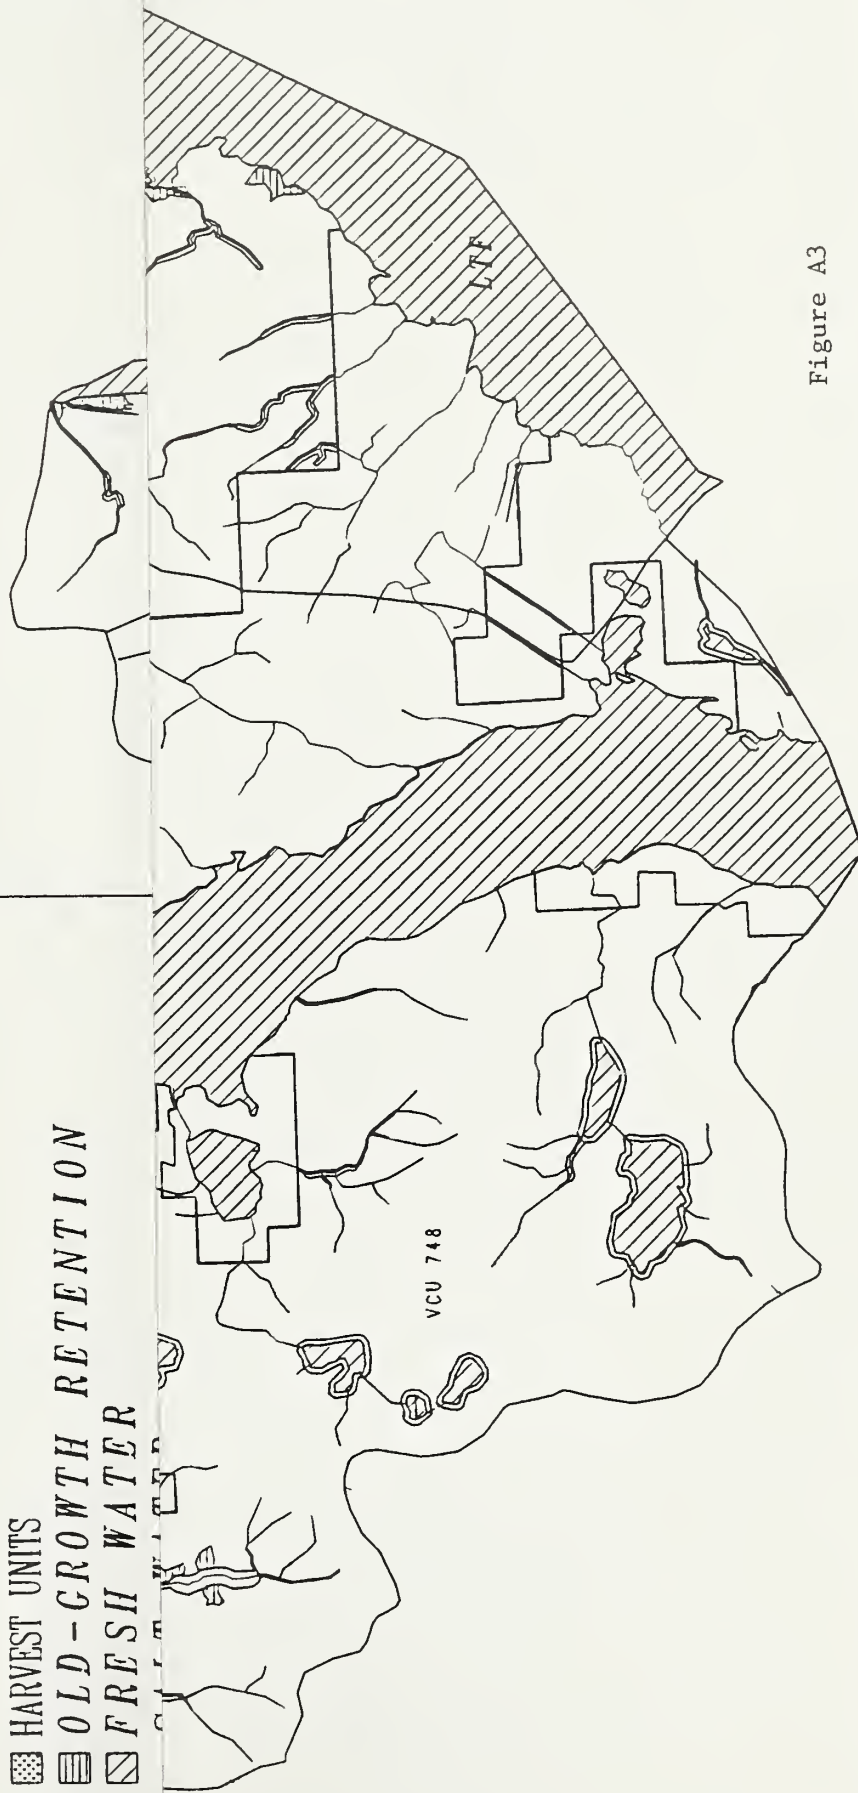 HARVEST UNITS
OLD-GROWTH RETENTION
FRESH WATER
VCU 748
LTF
Figure A3